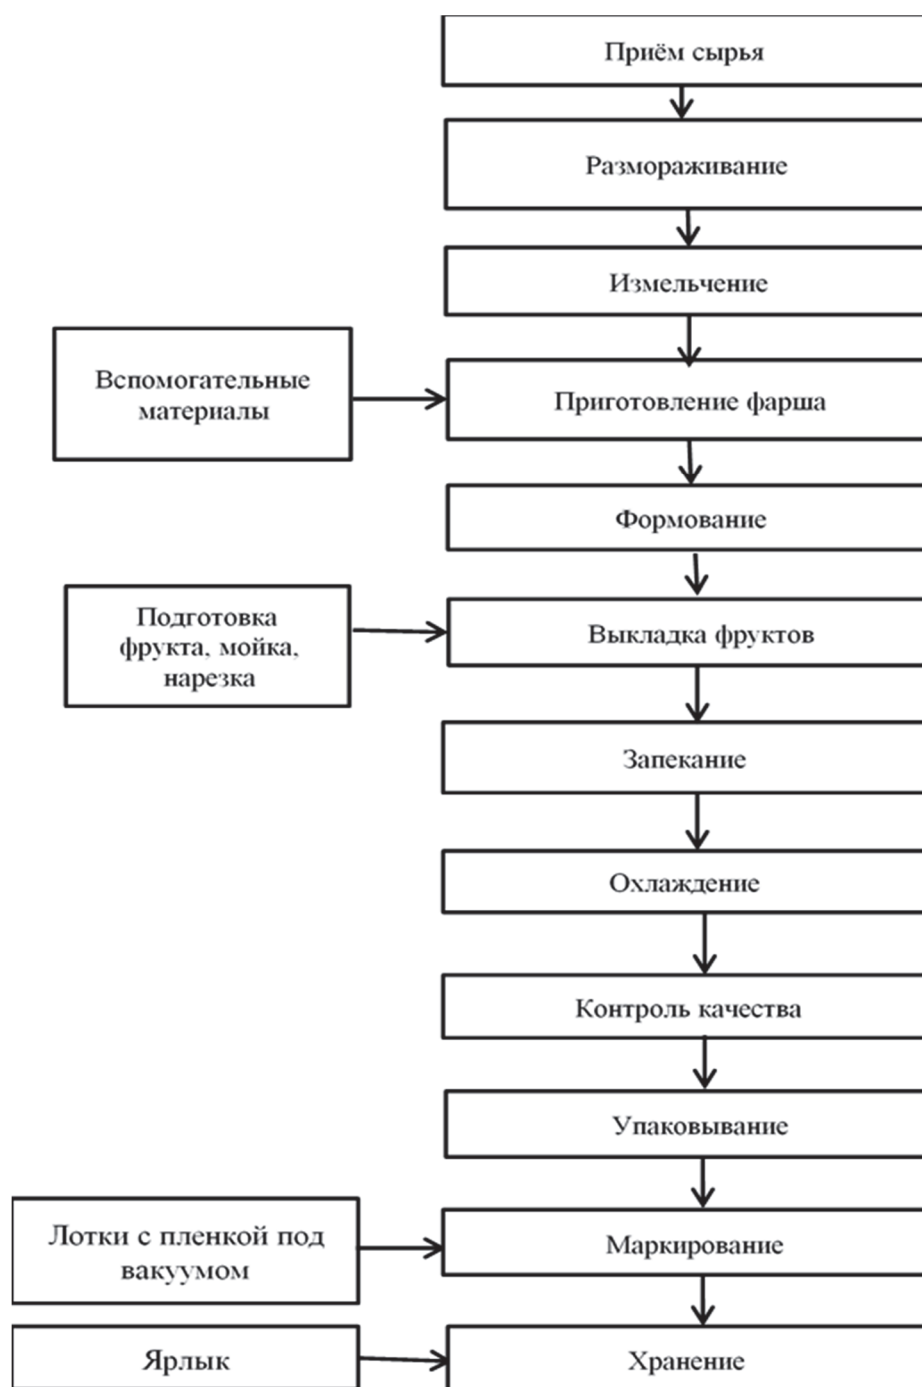 Приём сырья
Размораживание
Измельчение
Вспомогательные
материалы
Приготовление фарша
Формование
Подготовка
фрукта, мойка,
нарезка
Выкладка фруктов
Запекание
Охлаждение
Контроль качества
Упаковывание
Лотки с пленкой под
вакуумом
Маркирование
Ярлык
Хранение